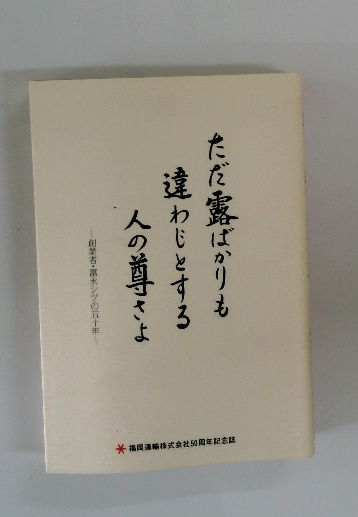 ただ露ばかりも
違わじとする
人の尊さよ
―創業者・富永シヅの五十年―
福岡運輸株式会社50周年記念誌